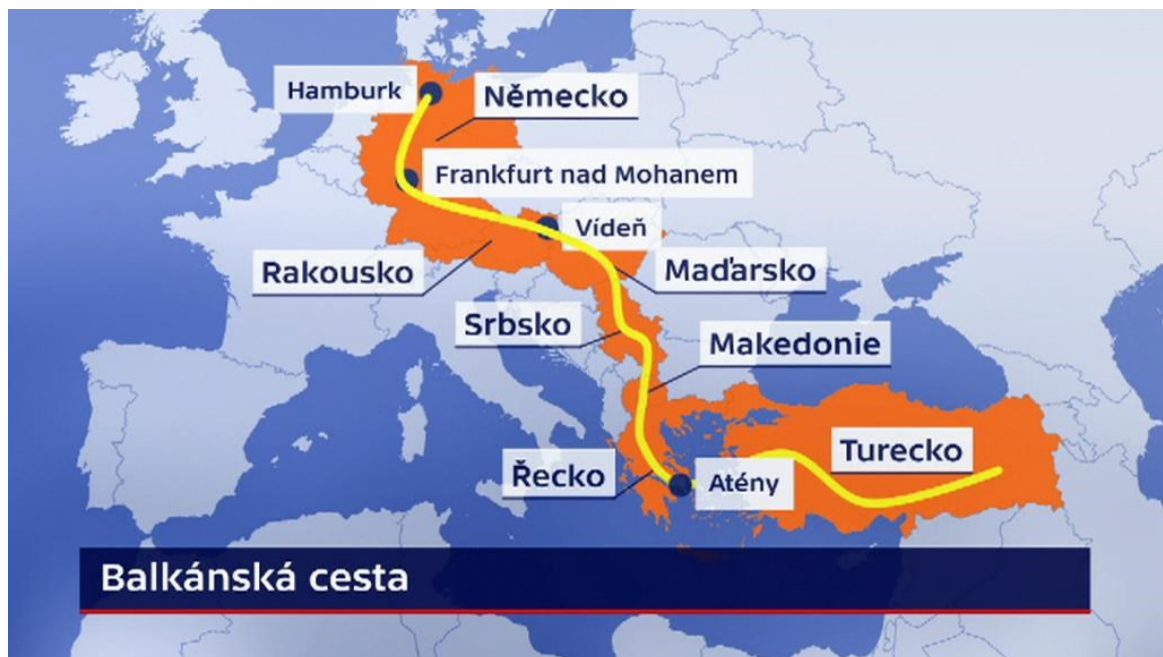 Hamburk
Německo
Frankfurt nad Mohanem
Vídeň
Rakousko
Maďarsko
Srbsko
Makedonie
Turecko
Řecko
Atény
Balkánská cesta